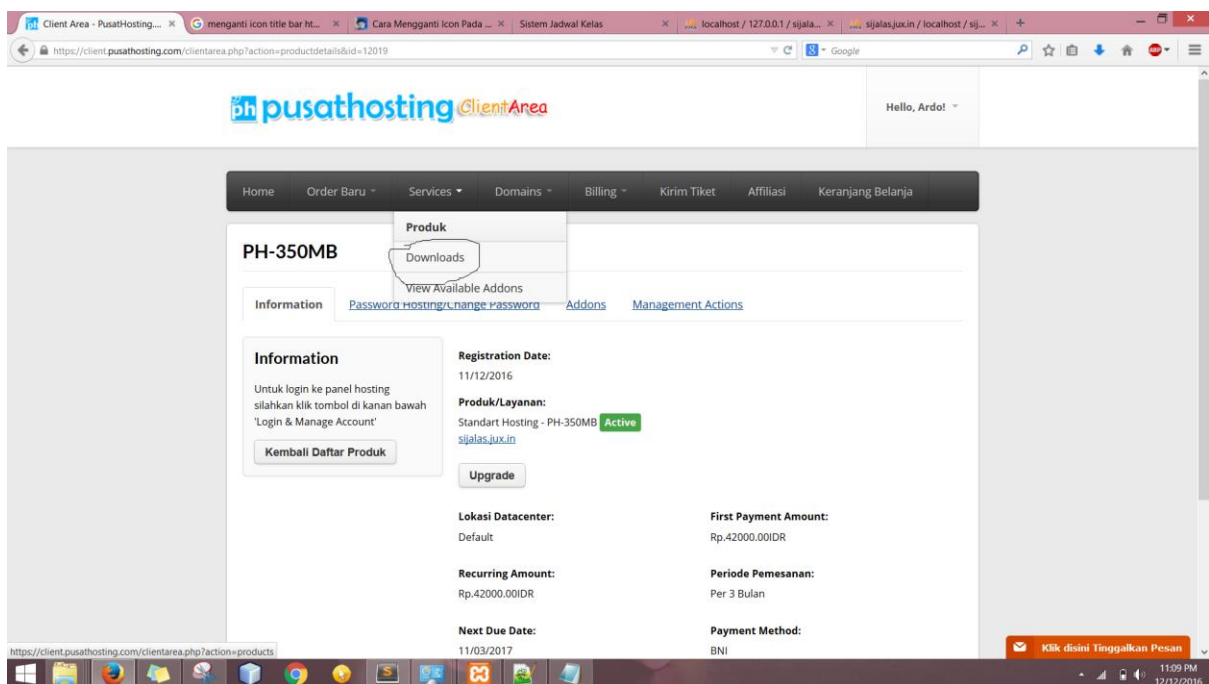 Client Area - PusatHosting....
menganti icon title bar ht...
Cara Mengganti Icon Pada ...
Sistem Jadwal Kelas
localhost / 127.0.0.1 / sijala...
sijalas.jux.in / localhost / sij...
https://client.pusathosting.com/clientarea.php?action=productdetails&id=12019
Google
ph pusathosting ClientArea
Hello, Ardo!
Home Order Baru Services Domains Billing Kirim Tiket Affiliasi Keranjang Belanja
Produk
Downloads
View Available Addons
PH-350MB
Information Password Hosting/Change Password Addons Management Actions
Information
Untuk login ke panel hosting
silahkan klik tombol di kanan bawah
'Login & Manage Account'
Kembali Daftar Produk
Registration Date:
11/12/2016
Produk/Layanan:
Standart Hosting - PH-350MB Active
sijalas.jux.in
Upgrade
Lokasi Datacenter:
Default
First Payment Amount:
Rp.42000.00IDR
Recurring Amount:
Rp.42000.00IDR
Periode Pemesanan:
Per 3 Bulan
Next Due Date:
11/03/2017
Payment Method:
BNI
https://client.pusathosting.com/clientarea.php?action=products
Klik disini Tinggalkan Pesan
11:09 PM
12/12/2016